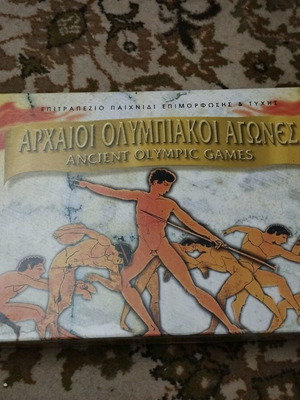 ΕΠΙΤΡΑΠΕΖΙΟ ΠΑΙΧΝΙΔΙ ΕΠΙΜΟΡΦΩΣΗΣ & ΤΥΧΗΣ
ΑΡΧΑΙΟΙ ΟΛΥΜΠΙΑΚΟΙ ΑΓΩΝΕΣ
ANCIENT OLYMPIC GAMES